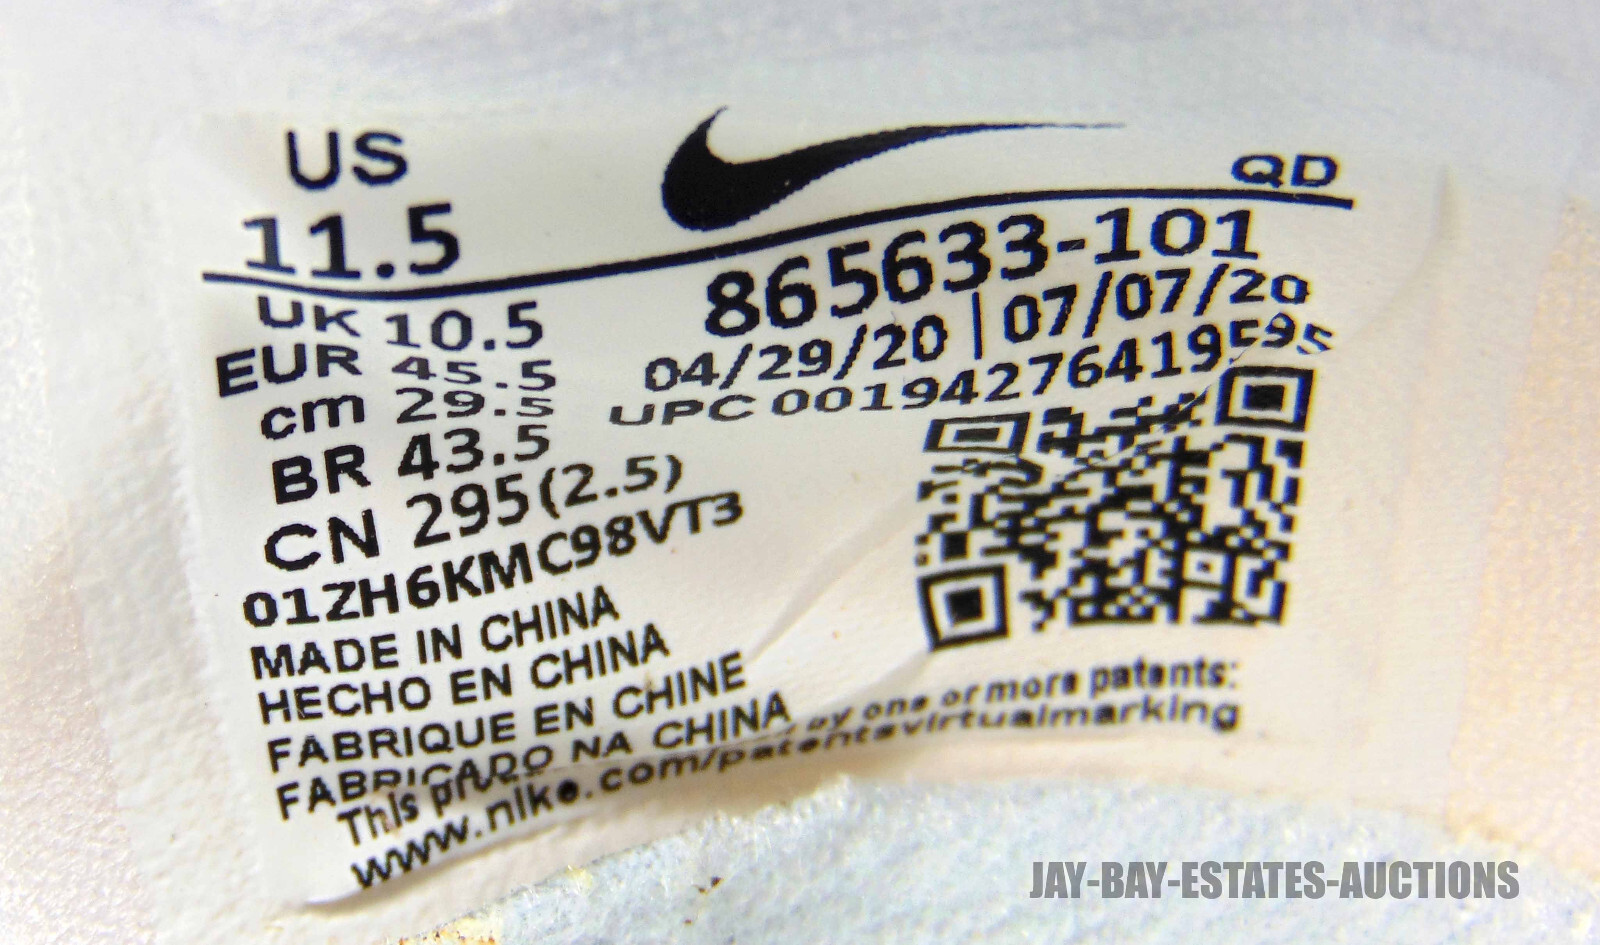 US
11.5
QD
UK 10.5
EUR 45.5
cm 29.5
BR 43.5
CN 295(2.5)
865633-101
04/29/20 | 07/07/20
UPC 00194276419595
01ZH6KMC98VT3
MADE IN CHINA
HECHO EN CHINA
FABRIQUE EN CHINE
FABRICADO NA CHINA
This by one or more patents:
www.nike.com/patentsvirtualmarking
JAY-BAY-ESTATES-AUCTIONS